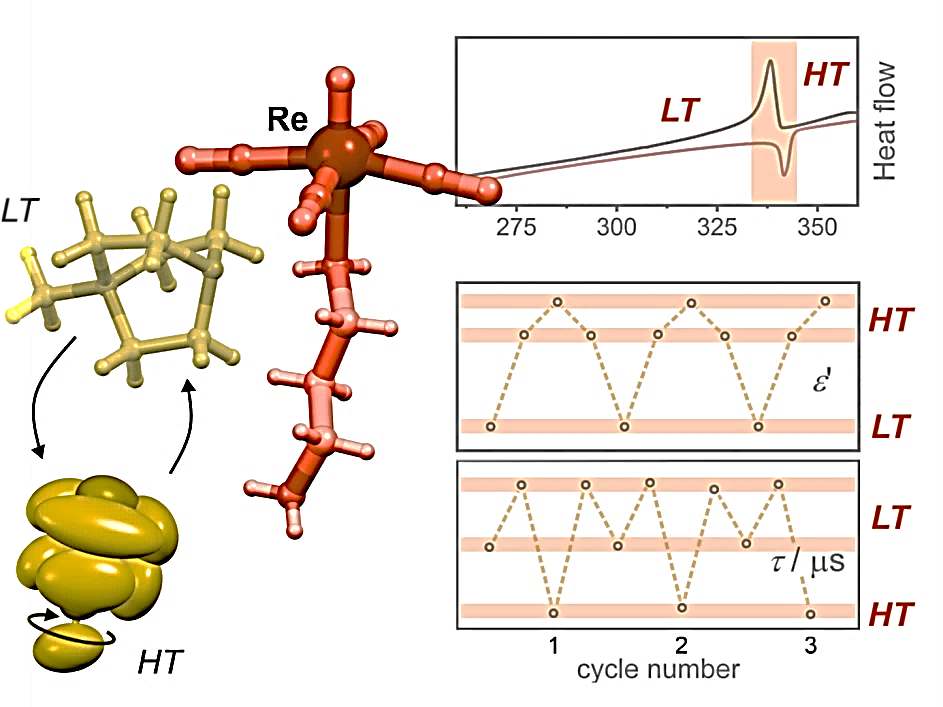 Re
LT
HT
LT
HT
Heat flow
275 300 325 350
HT
ε'
LT
LT
τ / μs
HT
1 2 3
cycle number